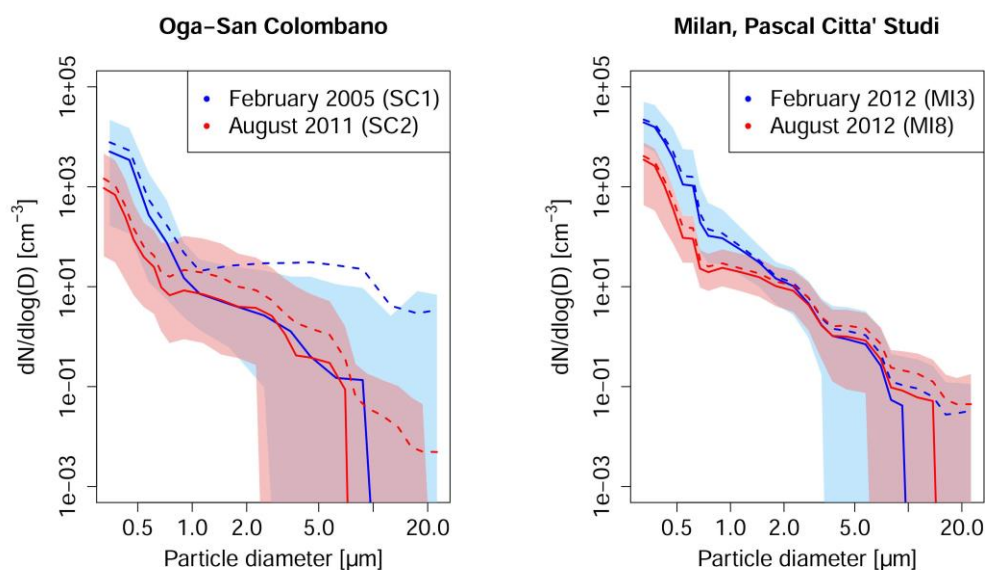 Oga–San Colombano
February 2005 (SC1)
August 2011 (SC2)
dN/dlog(D) [cm⁻³]
1e+05
1e+03
1e+01
1e−01
1e−03
0.5 1.0 2.0 5.0 20.0
Particle diameter [µm]
Milan, Pascal Citta' Studi
February 2012 (MI3)
August 2012 (MI8)
dN/dlog(D) [cm⁻³]
1e+05
1e+03
1e+01
1e−01
1e−03
0.5 1.0 2.0 5.0 20.0
Particle diameter [µm]